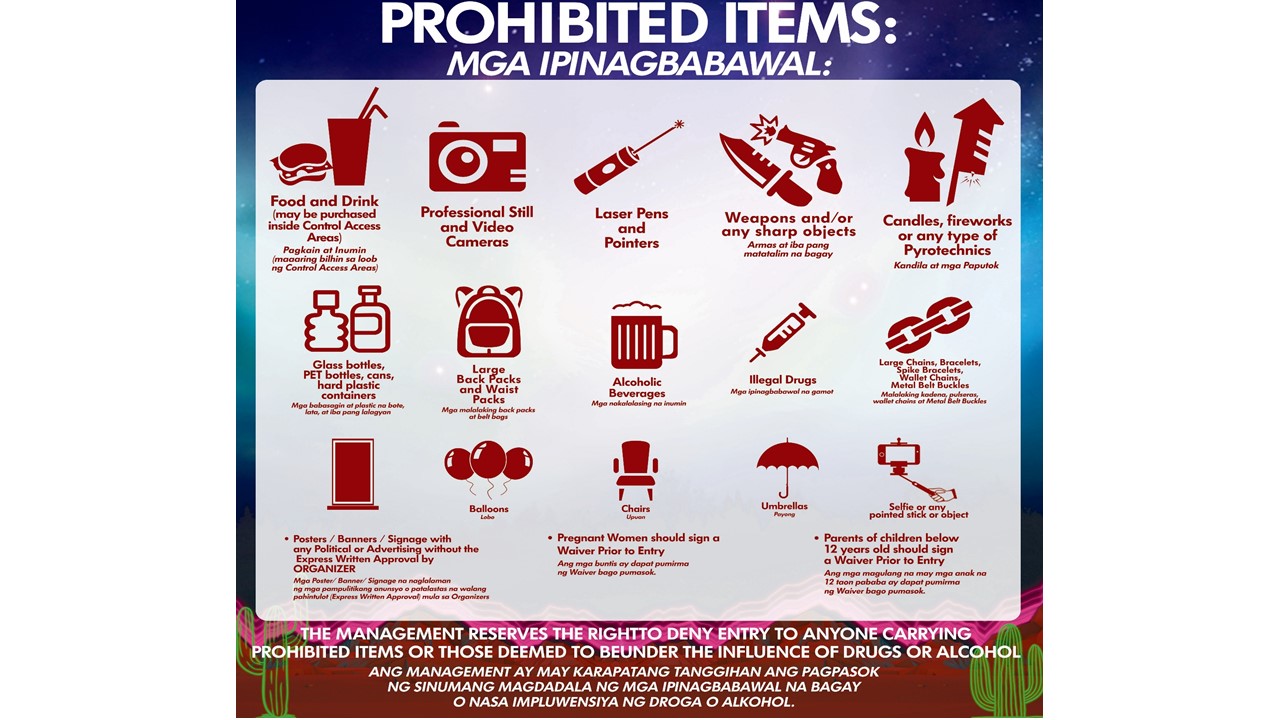 PROHIBITED ITEMS:
MGA IPINAGBABAWAL:
Food and Drink
(may be purchased
inside Control Access
Areas)
Pagkain at Inumin
(maaaring bilhin sa loob
ng Control Access Areas)
Professional Still
and Video
Cameras
Laser Pens
and
Pointers
Weapons and/or
any sharp objects
Armas at iba pang
matatalim na bagay
Candles, fireworks
or any type of
Pyrotechnics
Kandila at mga Paputok
Glass bottles,
PET bottles, cans,
hard plastic
containers
Mga babasagin at plastic na bote,
lata, at iba pang lalagyan
Large
Back Packs
and Waist
Packs
Mga malalaking back packs
at belt bags
Alcoholic
Beverages
Mga nakalalasing na inumin
Illegal Drugs
Mga ipinagbabawal na gamot
Large Chains, Bracelets,
Spike Bracelets,
Wallet Chains,
Metal Belt Buckles
Malalaking kadena, pulseras,
wallet chains at Metal Belt Buckles
Balloons
Lobo
Chairs
Upuan
Umbrellas
Payong
Selfie or any
pointed stick or object
• Posters / Banners / Signage with
any Political or Advertising without the
Express Written Approval by
ORGANIZER
Mga Poster/ Banner/ Signage na naglalaman
ng mga pampulitikang anunsyo o patalastas na walang
pahintulot (Express Written Approval) mula sa Organizers
• Pregnant Women should sign a
Waiver Prior to Entry
Ang mga buntis ay dapat pumirma
ng Waiver bago pumasok.
• Parents of children below
12 years old should sign
a Waiver Prior to Entry
Ang mga magulang na may mga anak na
12 taon pababa ay dapat pumirma
ng Waiver bago pumasok.
THE MANAGEMENT RESERVES THE RIGHTTO DENY ENTRY TO ANYONE CARRYING
PROHIBITED ITEMS OR THOSE DEEMED TO BEUNDER THE INFLUENCE OF DRUGS OR ALCOHOL
ANG MANAGEMENT AY MAY KARAPATANG TANGGIHAN ANG PAGPASOK
NG SINUMANG MAGDADALA NG MGA IPINAGBABAWAL NA BAGAY
O NASA IMPLUWENSIYA NG DROGA O ALKOHOL.